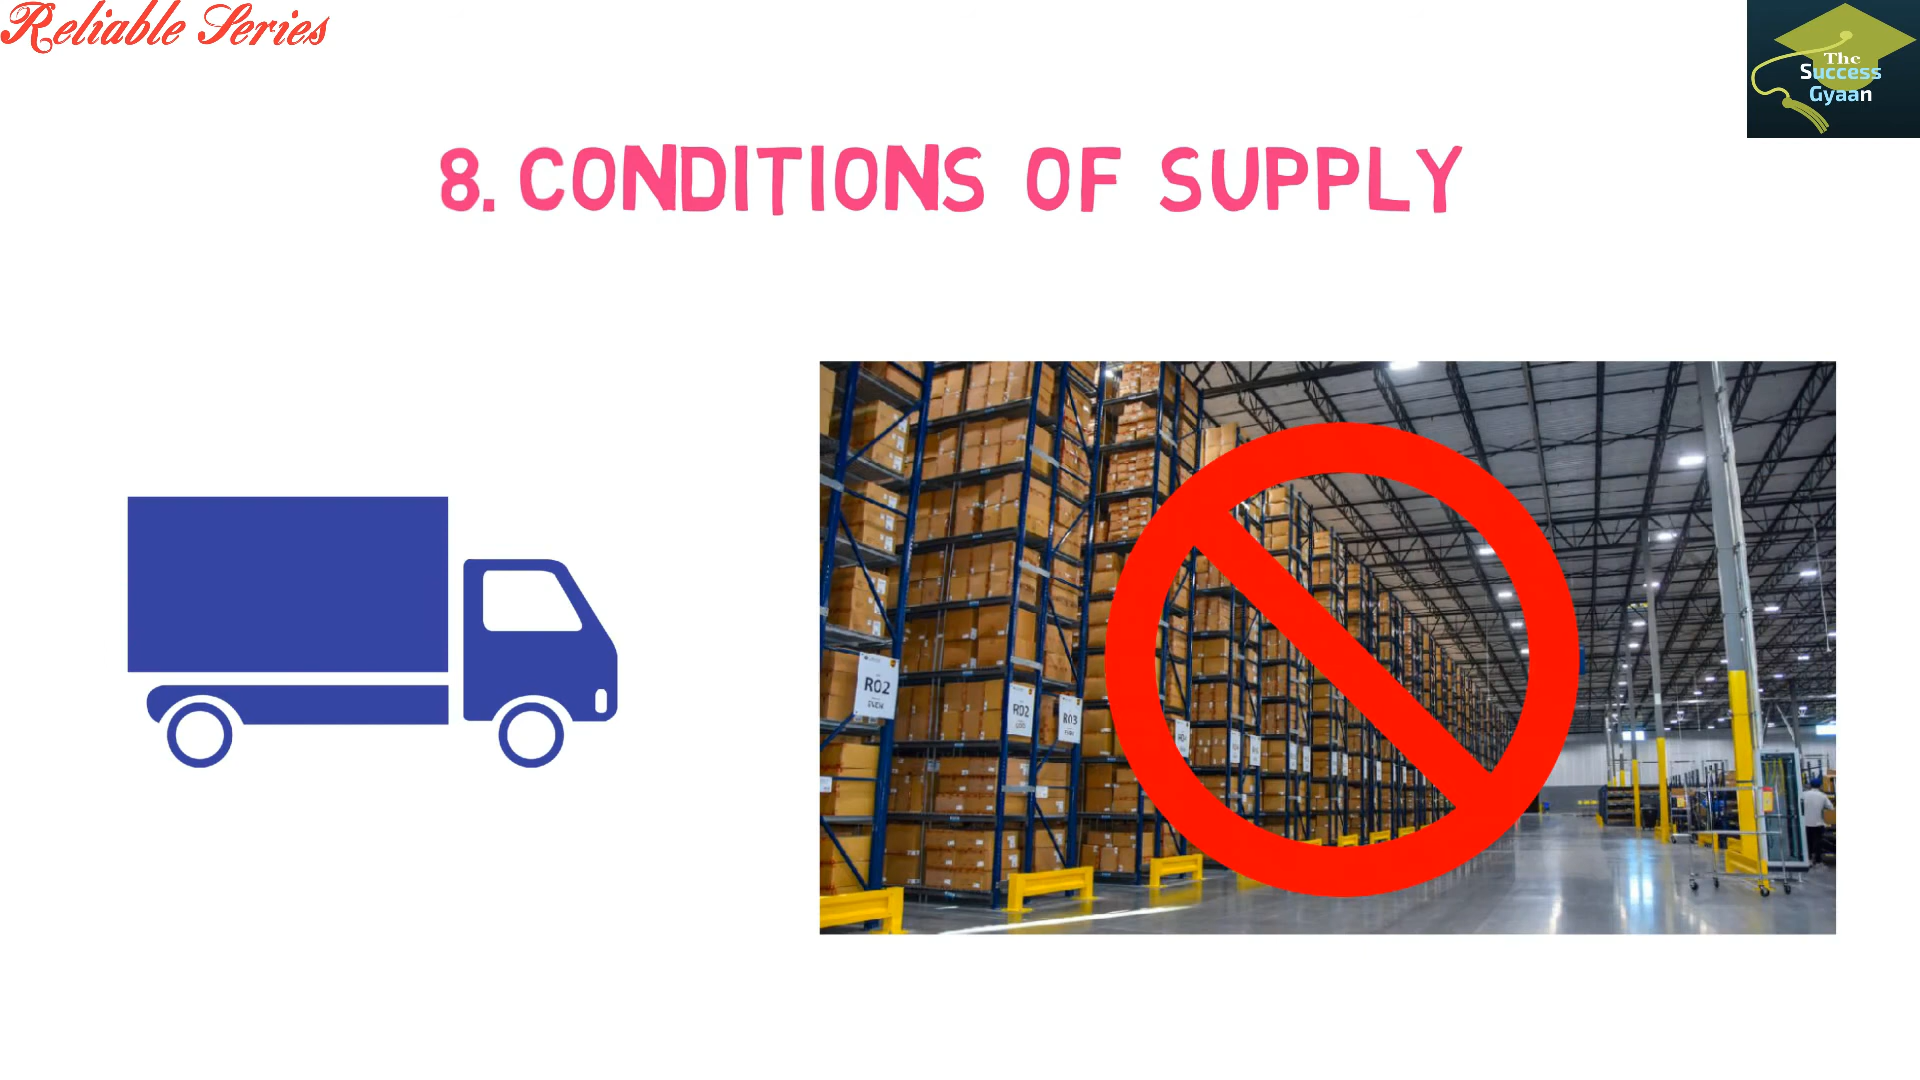 Reliable Series
The
Success
Gyaan
8. CONDITIONS OF SUPPLY
R02
R02
R03